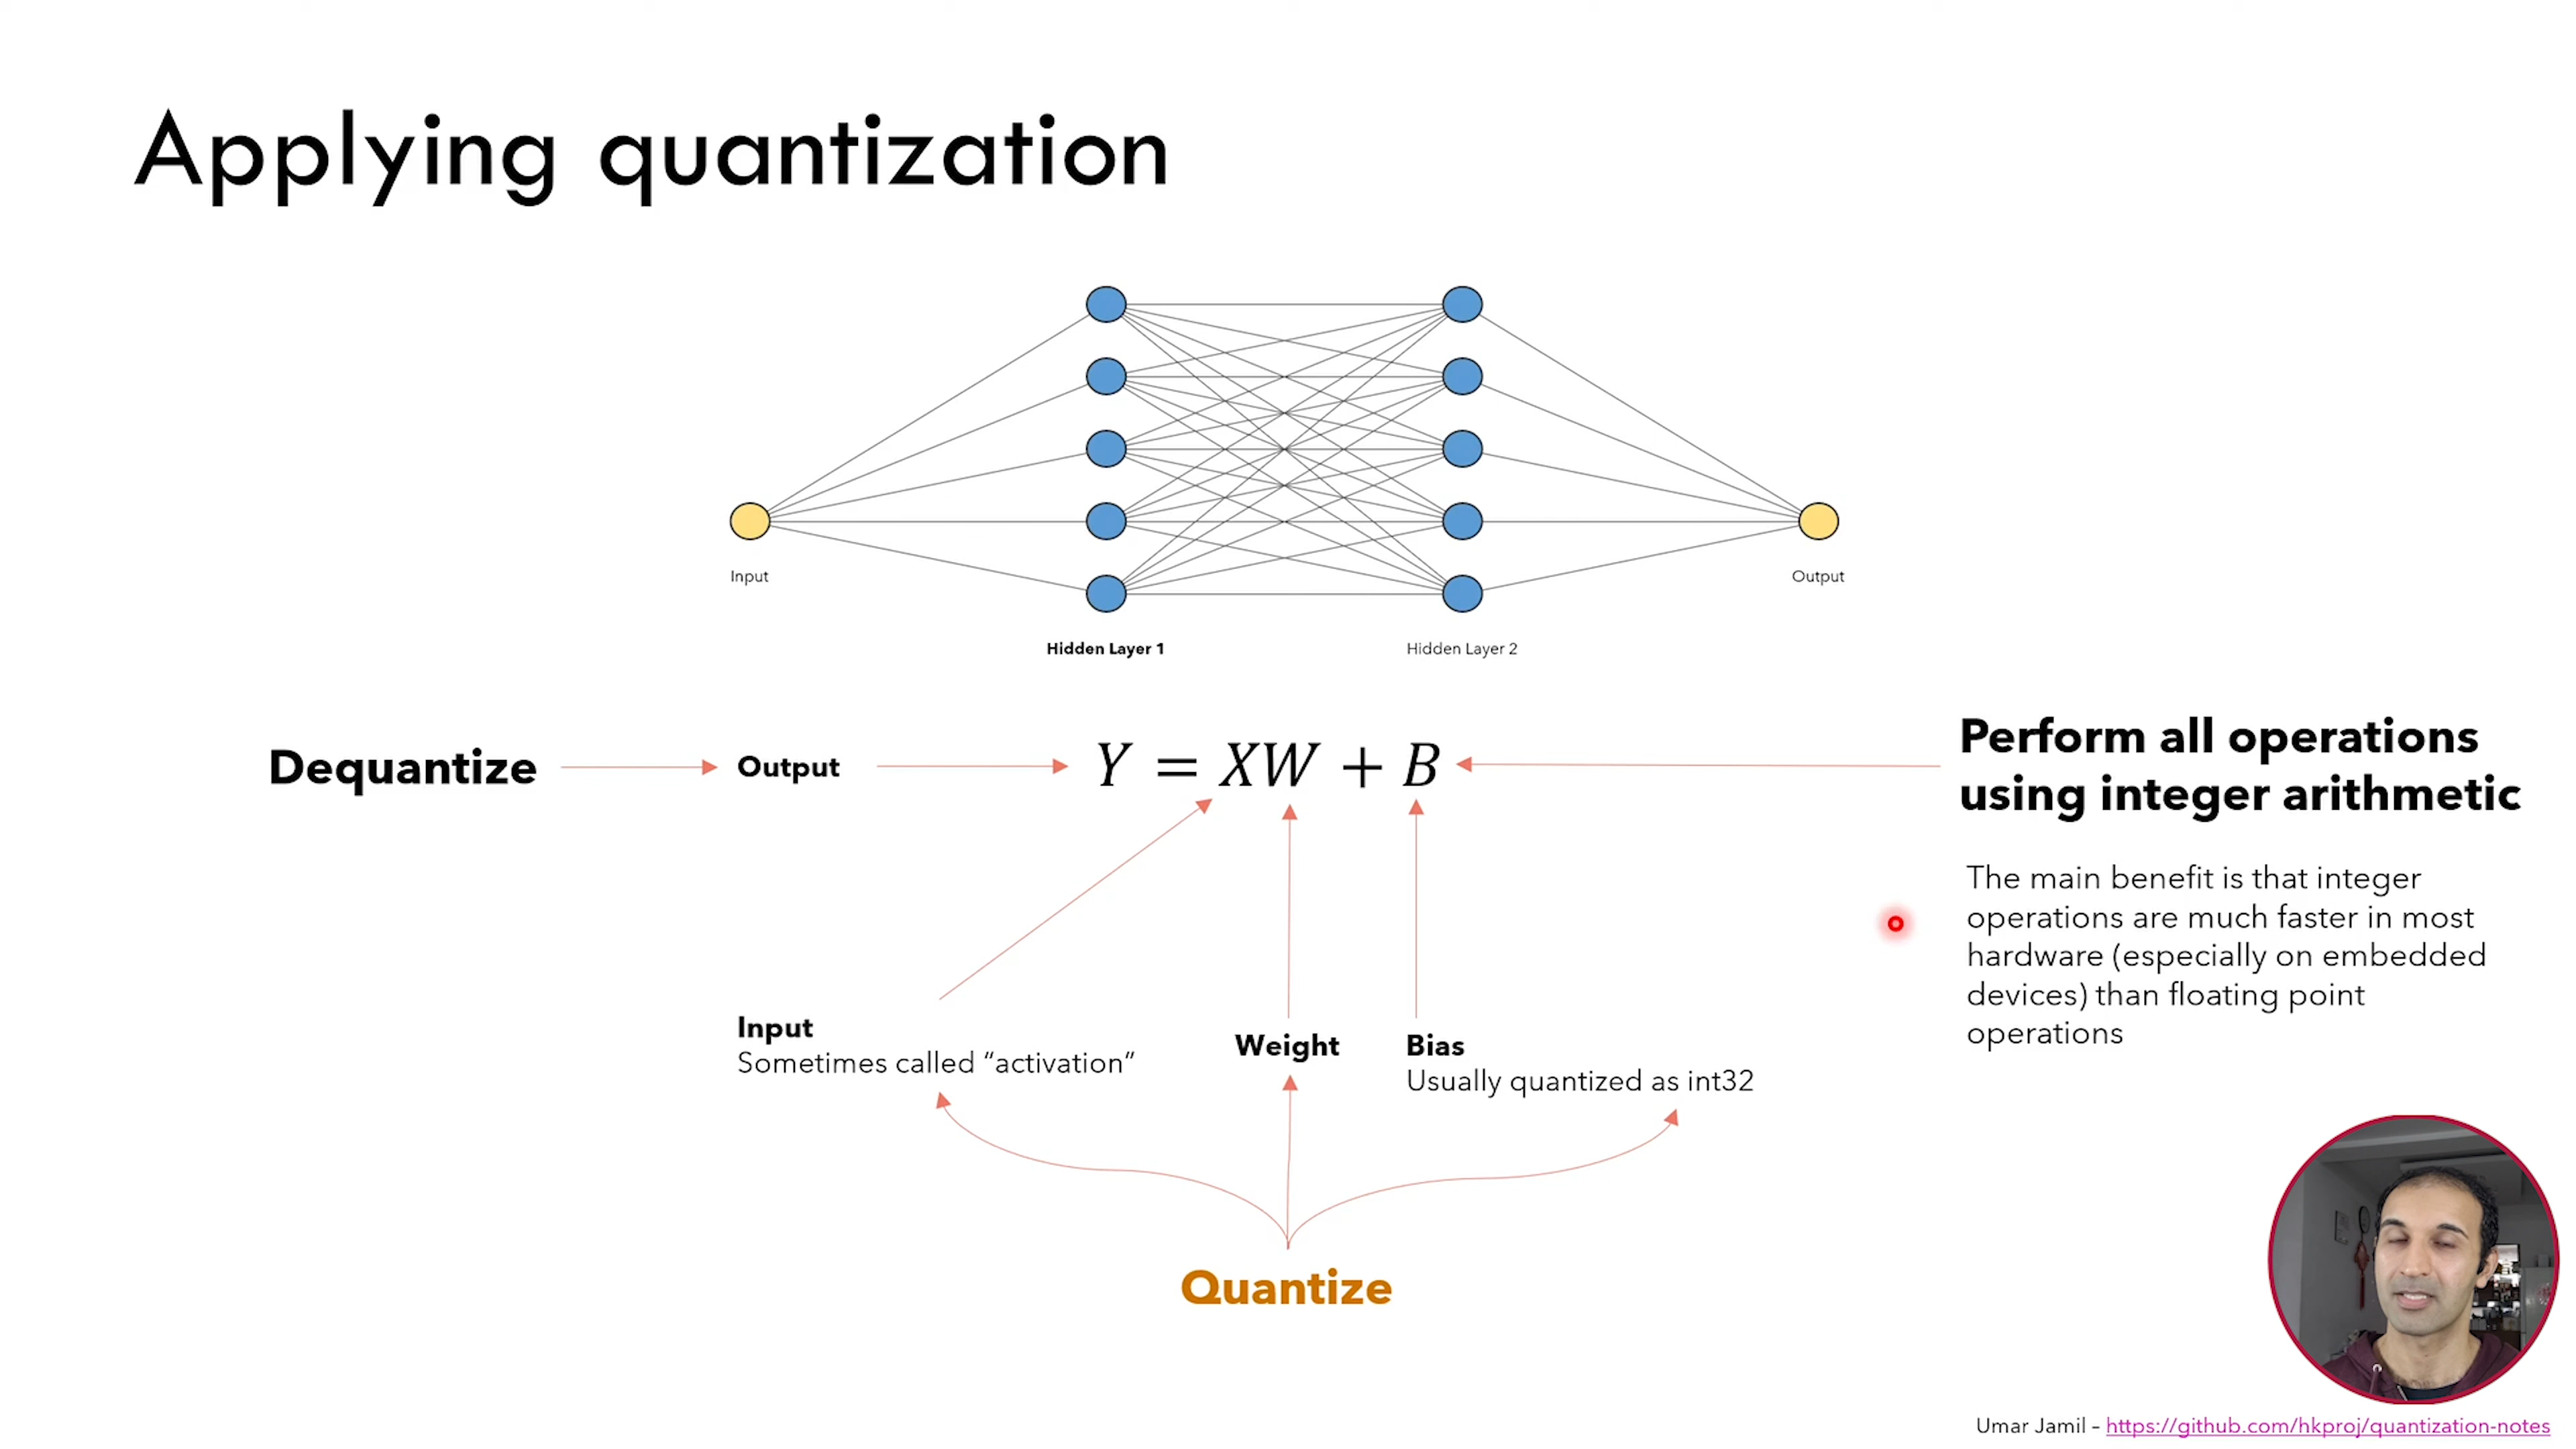 Applying quantization
Input
Output
Hidden Layer 1
Hidden Layer 2
Dequantize
Output
Y = XW + B
Perform all operations
using integer arithmetic
The main benefit is that integer
operations are much faster in most
hardware (especially on embedded
devices) than floating point
operations
Input
Sometimes called “activation”
Weight
Bias
Usually quantized as int32
Quantize
Umar Jamil – https://github.com/hkproj/quantization-notes